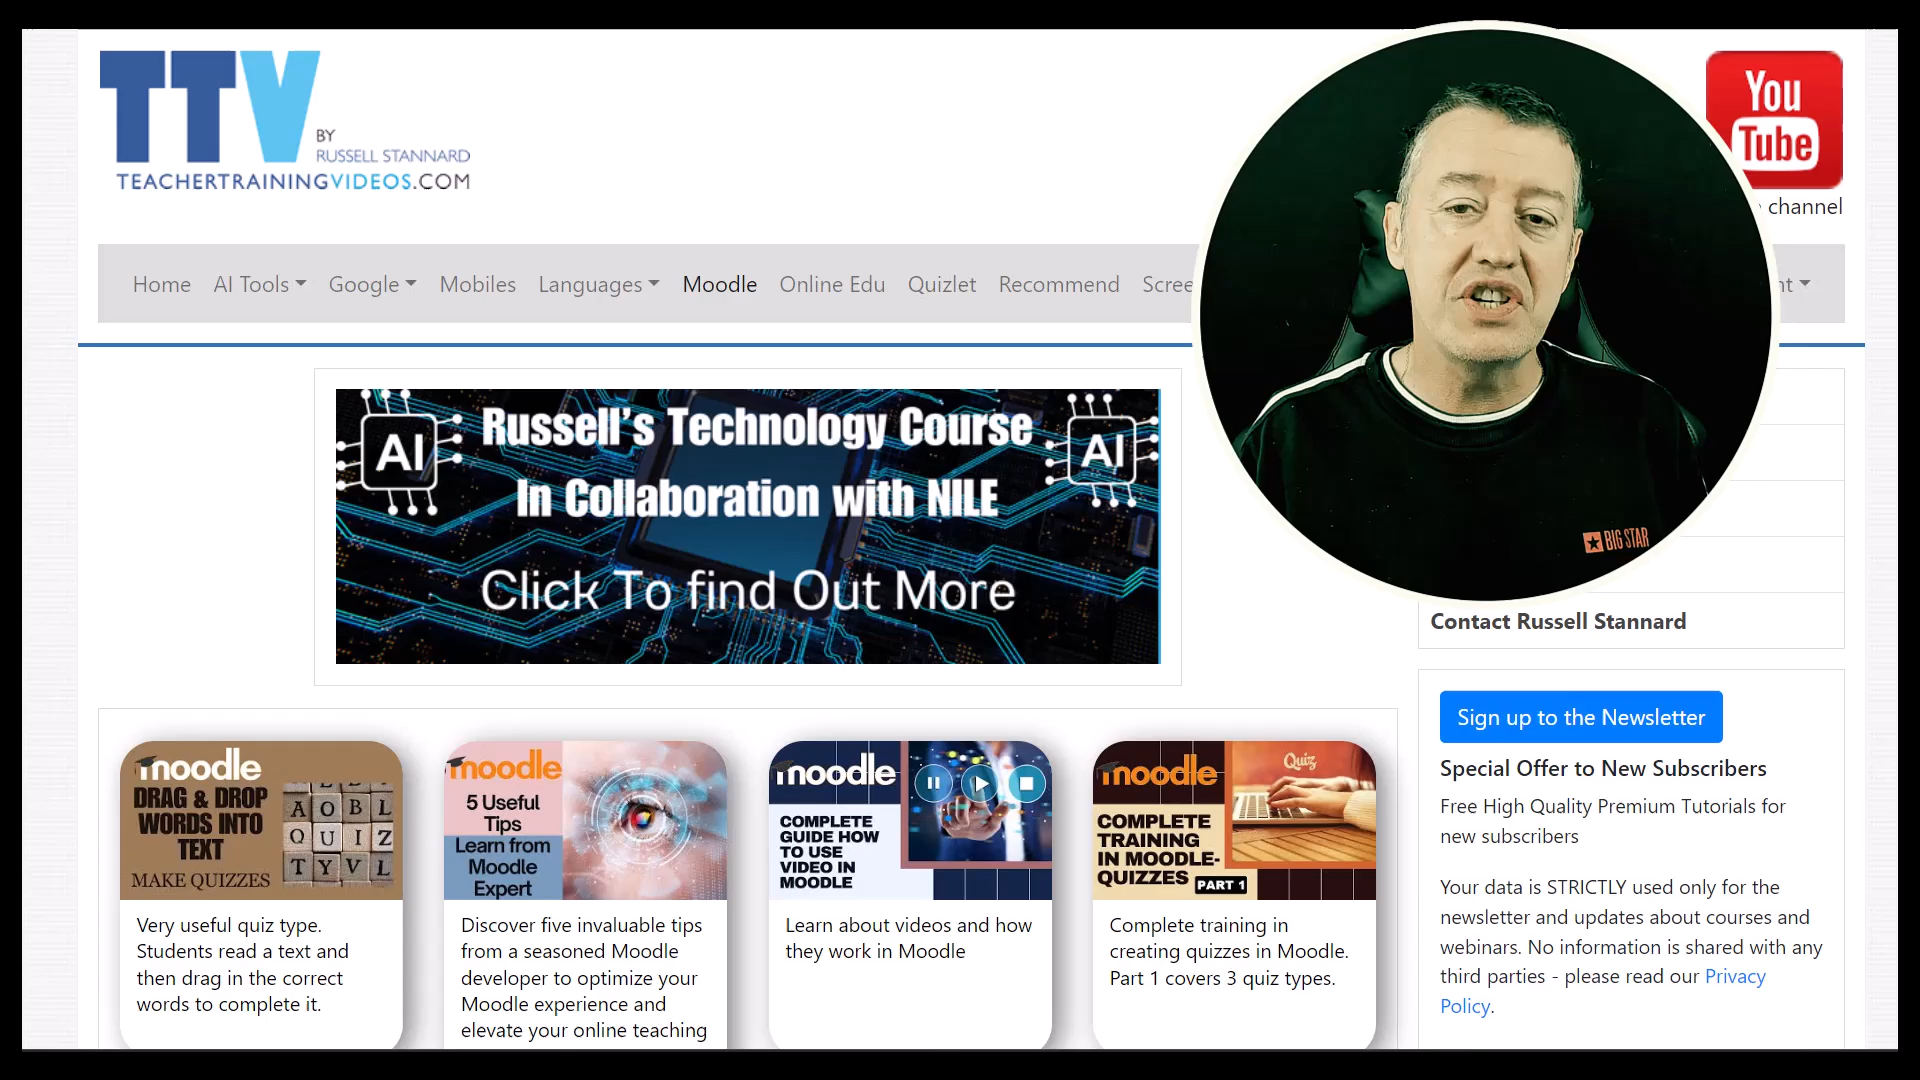 TTV
BY
RUSSELL STANNARD
TEACHERTRAININGVIDEOS.COM
You
Tube
channel
Home AI Tools Google Mobiles Languages Moodle Online Edu Quizlet Recommend
AI
Russell's Technology Course
In Collaboration with NILE
Click To find Out More
AI
BIG STAR
Contact Russell Stannard
Sign up to the Newsletter
Special Offer to New Subscribers
Free High Quality Premium Tutorials for
new subscribers
Your data is STRICTLY used only for the
newsletter and updates about courses and
webinars. No information is shared with any
third parties - please read our Privacy
Policy.
moodle
DRAG & DROP
WORDS INTO
TEXT
MAKE QUIZZES
A O B L
Q U I Z
T Y V L
Very useful quiz type.
Students read a text and
then drag in the correct
words to complete it.
moodle
5 Useful
Tips
Learn from
Moodle
Expert
Discover five invaluable tips
from a seasoned Moodle
developer to optimize your
Moodle experience and
elevate your online teaching
moodle
COMPLETE
GUIDE HOW
TO USE
VIDEO IN
MOODLE
Learn about videos and how
they work in Moodle
moodle
Quiz
COMPLETE
TRAINING
IN MOODLE-
QUIZZES PART 1
Complete training in
creating quizzes in Moodle.
Part 1 covers 3 quiz types.